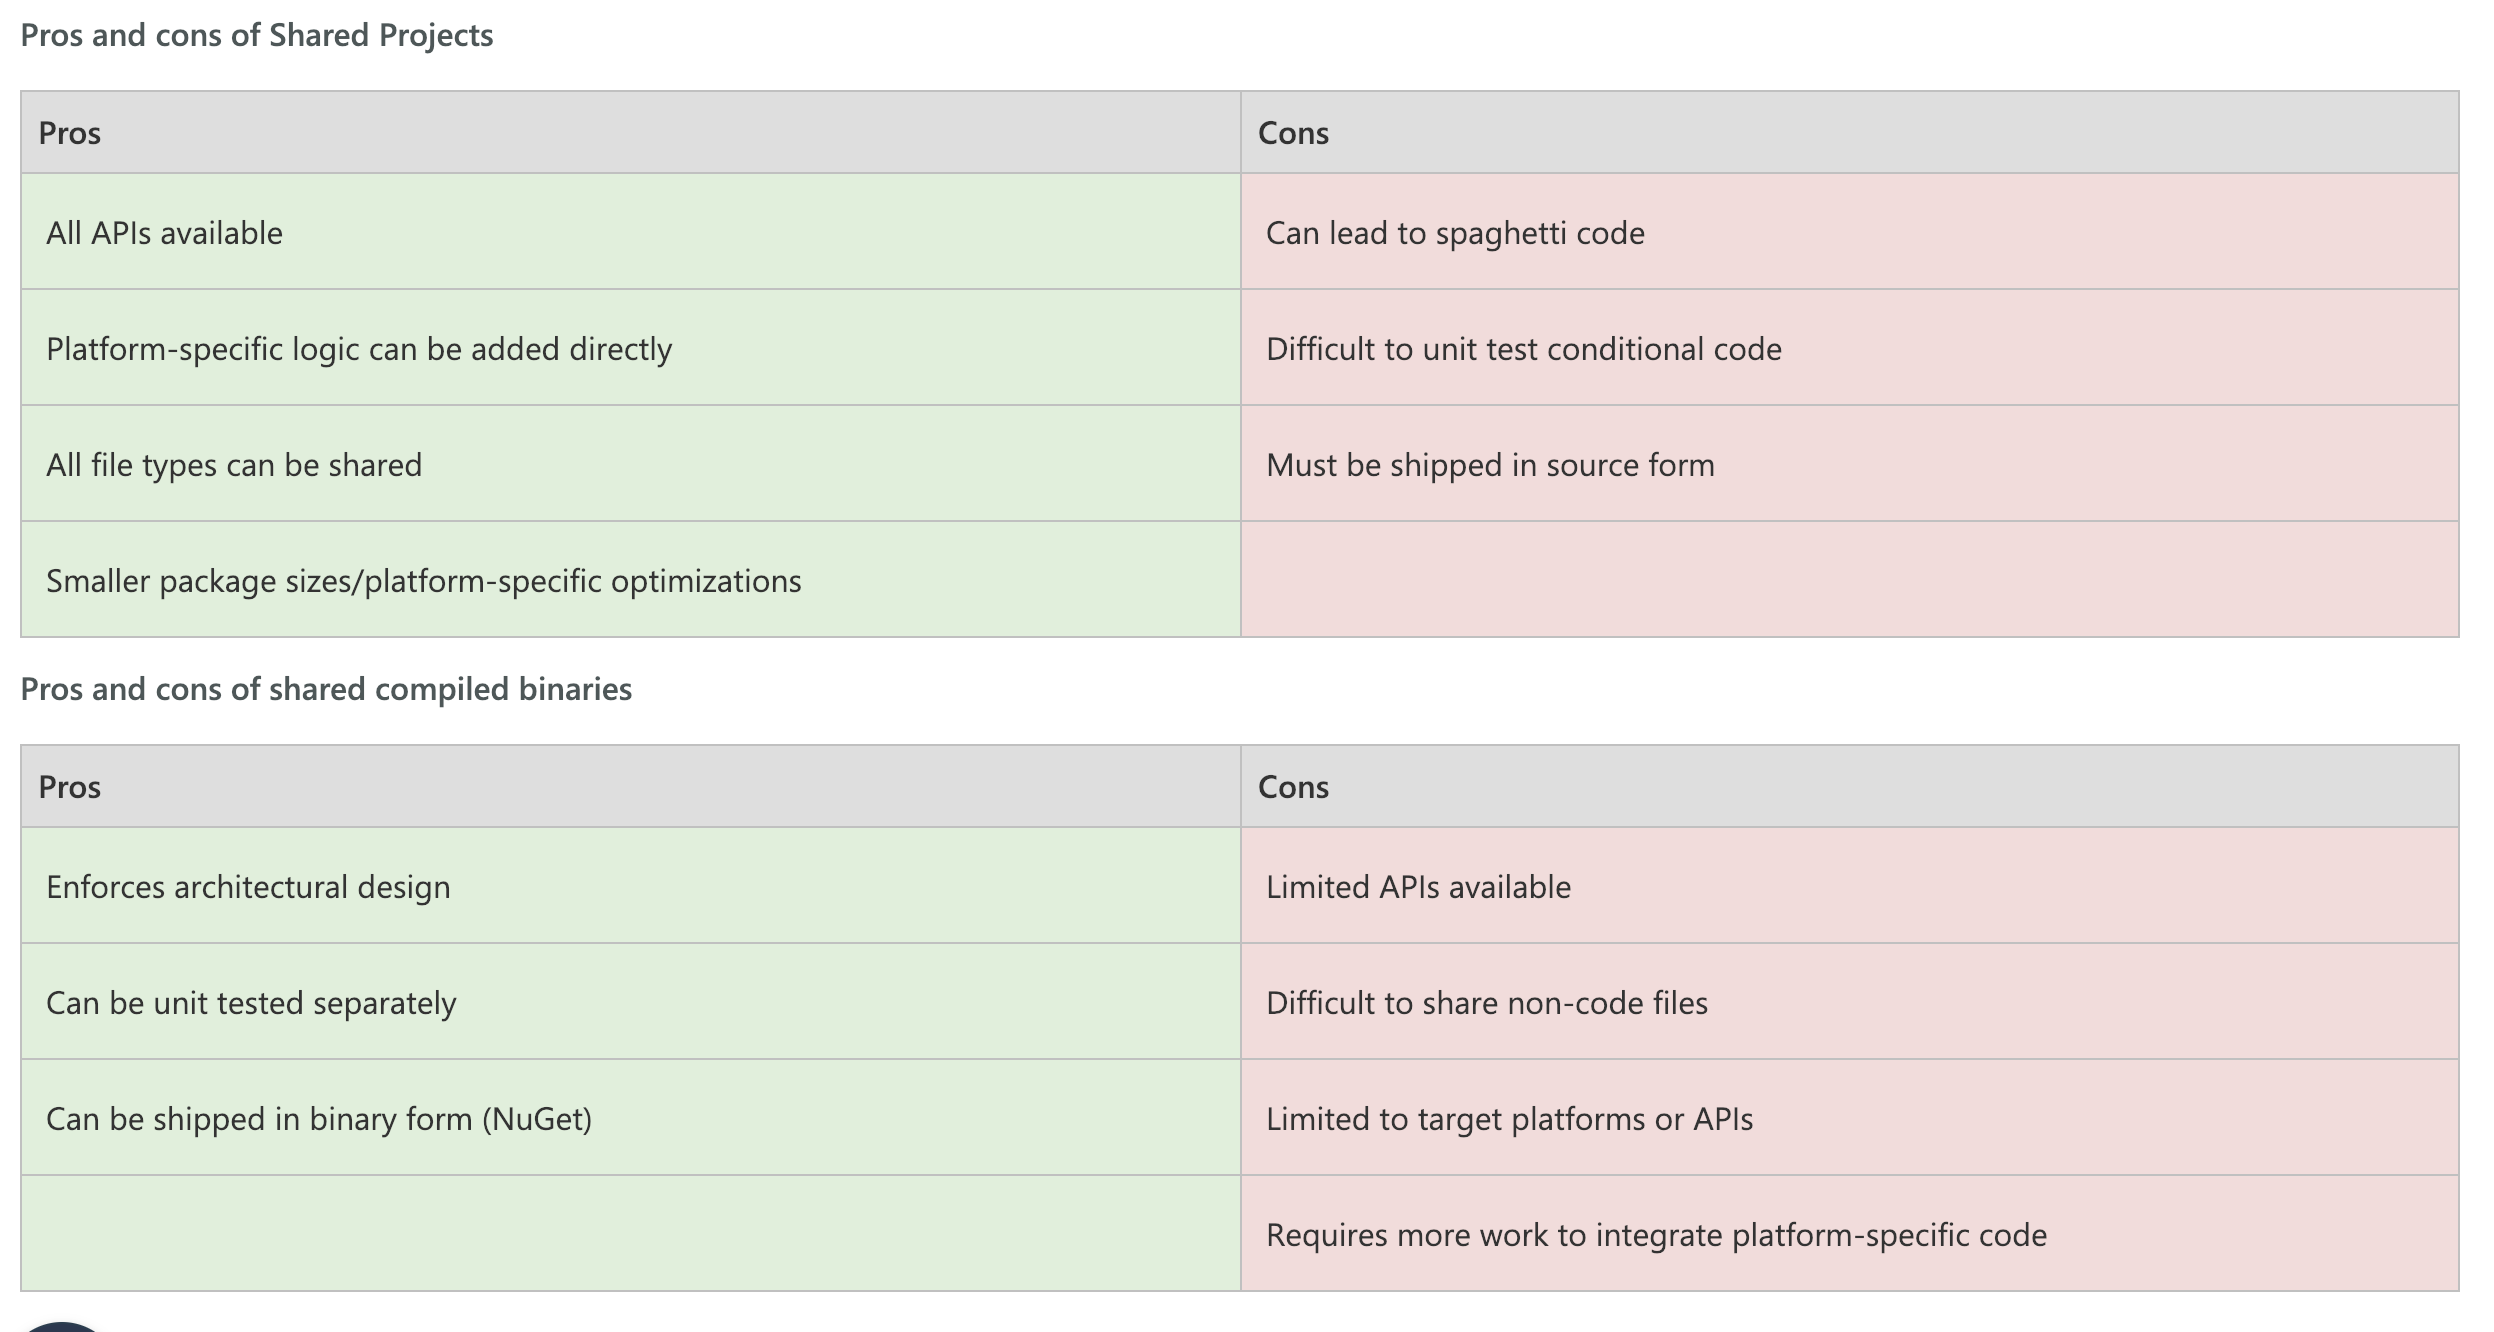 Pros and cons of Shared Projects
Pros
Cons
All APIs available
Can lead to spaghetti code
Platform-specific logic can be added directly
Difficult to unit test conditional code
All file types can be shared
Must be shipped in source form
Smaller package sizes/platform-specific optimizations
Pros and cons of shared compiled binaries
Pros
Cons
Enforces architectural design
Limited APIs available
Can be unit tested separately
Difficult to share non-code files
Can be shipped in binary form (NuGet)
Limited to target platforms or APIs
Requires more work to integrate platform-specific code